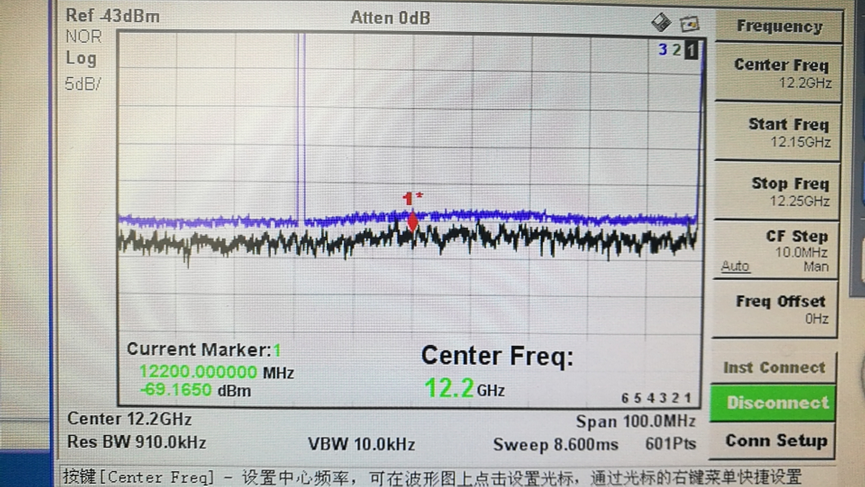 Ref -43dBm
Atten 0dB
NOR
Log
5dB/
3 2 1
1*
Current Marker:1
12200.000000 MHz
-69.1650 dBm
Center Freq:
12.2 GHz
6 5 4 3 2 1
Center 12.2GHz
Span 100.0MHz
Res BW 910.0kHz
VBW 10.0kHz
Sweep 8.600ms
601Pts
Frequency
Center Freq
12.2GHz
Start Freq
12.15GHz
Stop Freq
12.25GHz
CF Step
10.0MHz
Auto Man
Freq Offset
0Hz
Inst Connect
Disconnect
Conn Setup
按键[Center Freq] - 设置中心频率，可在波形图上点击设置光标，通过光标的右键菜单快捷设置